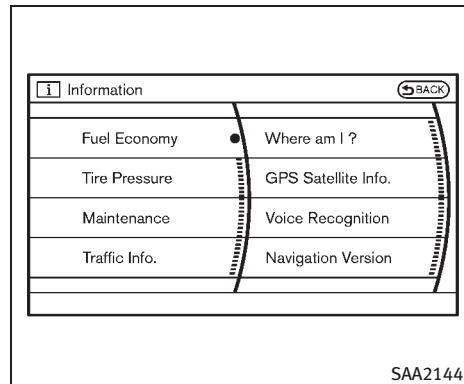 i Information BACK
Fuel Economy Where am I ?
Tire Pressure GPS Satellite Info.
Maintenance Voice Recognition
Traffic Info. Navigation Version
SAA2144